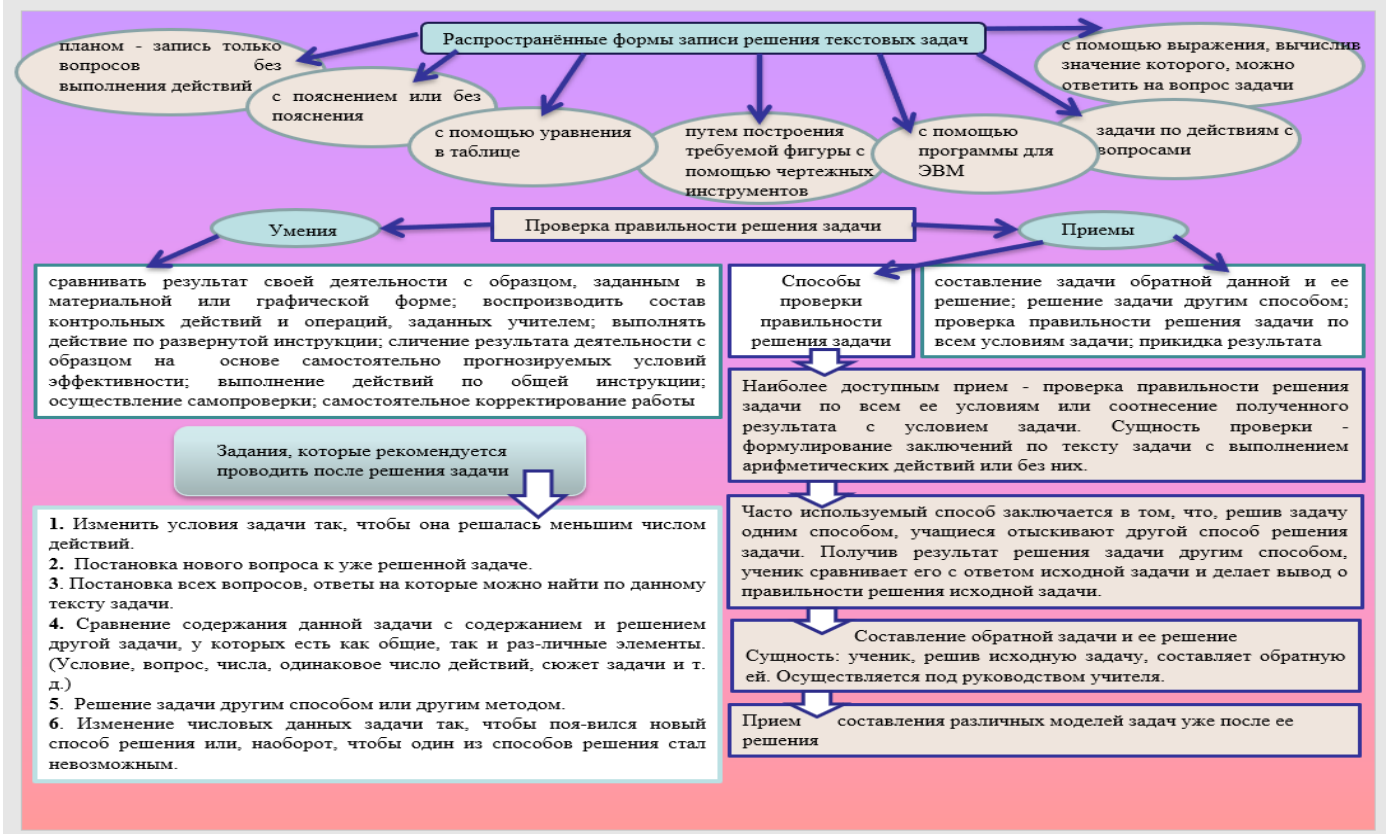 Распространённые формы записи решения текстовых задач
планом - запись только
вопросов без
выполнения действий
с пояснением или без
пояснения
с помощью уравнения
в таблице
путем построения
требуемой фигуры с
помощью чертежных
инструментов
с помощью
программы для
ЭВМ
задачи по действиям с
вопросами
с помощью выражения, вычислив
значение которого, можно
ответить на вопрос задачи
Проверка правильности решения задачи
Умения
Приемы
сравнивать результат своей деятельности с образцом, заданным в
материальной или графической форме; воспроизводить состав
контрольных действий и операций, заданных учителем; выполнять
действие по развернутой инструкции; сличение результата деятельности с
образцом на основе самостоятельно прогнозируемых условий
эффективности; выполнение действий по общей инструкции;
осуществление самопроверки; самостоятельное корректирование работы
Способы
проверки
правильности
решения задачи
составление задачи обратной данной и ее
решение; решение задачи другим способом;
проверка правильности решения задачи по
всем условиям задачи; прикидка результата
Наиболее доступным прием - проверка правильности решения
задачи по всем ее условиям или соотнесение полученного
результата с условием задачи. Сущность проверки -
формулирование заключений по тексту задачи с выполнением
арифметических действий или без них.
Часто используемый способ заключается в том, что, решив задачу
одним способом, учащиеся отыскивают другой способ решения
задачи. Получив результат решения задачи другим способом,
ученик сравнивает его с ответом исходной задачи и делает вывод о
правильности решения исходной задачи.
Составление обратной задачи и ее решение
Сущность: ученик, решив исходную задачу, составляет обратную
ей. Осуществляется под руководством учителя.
Прием составления различных моделей задач уже после ее
решения
Задания, которые рекомендуется
проводить после решения задачи
1. Изменить условия задачи так, чтобы она решалась меньшим числом
действий.
2. Постановка нового вопроса к уже решенной задаче.
3. Постановка всех вопросов, ответы на которые можно найти по данному
тексту задачи.
4. Сравнение содержания данной задачи с содержанием и решением
другой задачи, у которых есть как общие, так и раз-личные элементы.
(Условие, вопрос, числа, одинаковое число действий, сюжет задачи и т.
д.)
5. Решение задачи другим способом или другим методом.
6. Изменение числовых данных задачи так, чтобы поя-вился новый
способ решения или, наоборот, чтобы один из способов решения стал
невозможным.